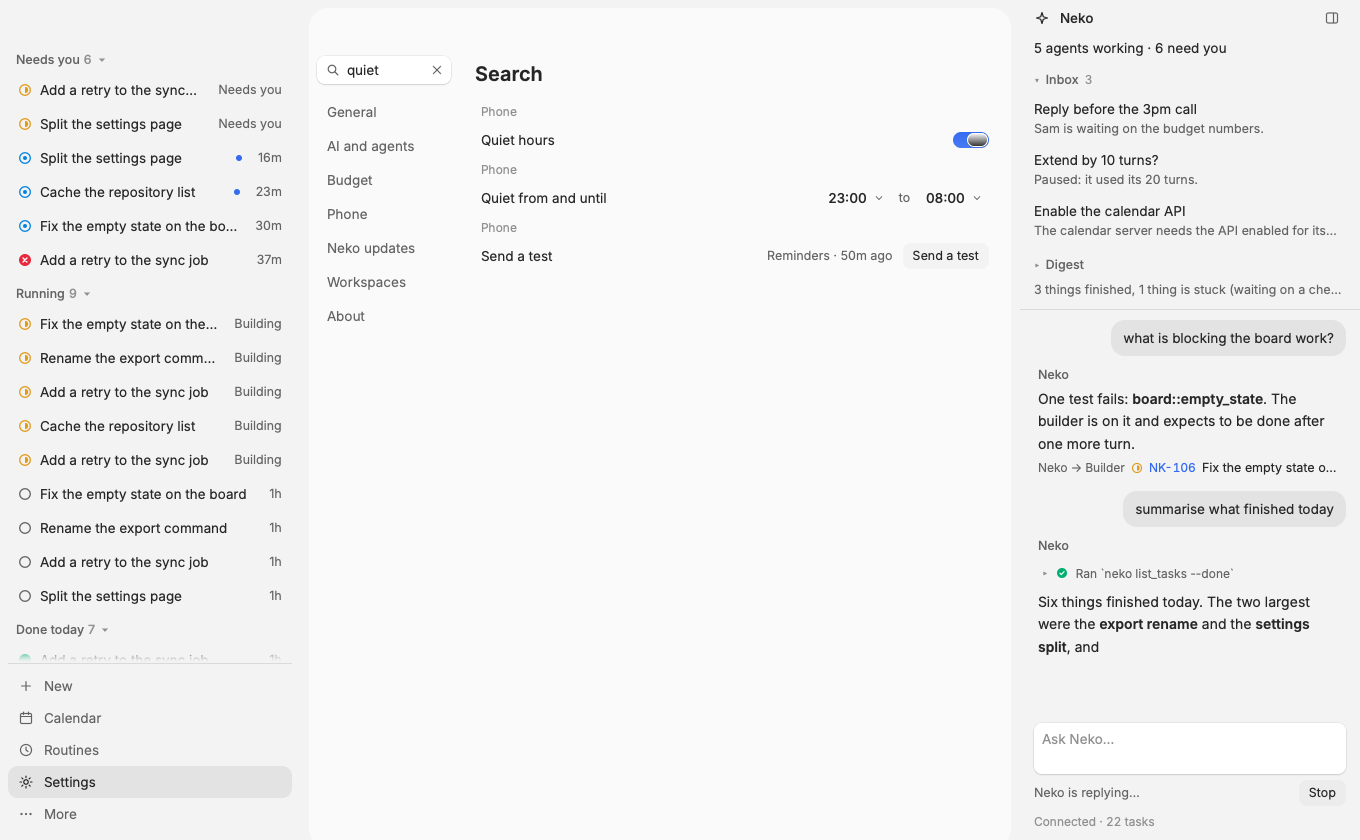 Needs you 6
Add a retry to the sync... Needs you
Split the settings page Needs you
Split the settings page 16m
Cache the repository list 23m
Fix the empty state on the bo... 30m
Add a retry to the sync job 37m
Running 9
Fix the empty state on the... Building
Rename the export comm... Building
Add a retry to the sync job Building
Cache the repository list Building
Add a retry to the sync job Building
Fix the empty state on the board 1h
Rename the export command 1h
Add a retry to the sync job 1h
Split the settings page 1h
Done today 7
Add a retry to the sync job 1h
New
Calendar
Routines
Settings
More
quiet
General
AI and agents
Budget
Phone
Neko updates
Workspaces
About
Search
Phone
Quiet hours
Phone
Quiet from and until 23:00 to 08:00
Phone
Send a test Reminders · 50m ago Send a test
Neko
5 agents working · 6 need you
Inbox 3
Reply before the 3pm call
Sam is waiting on the budget numbers.
Extend by 10 turns?
Paused: it used its 20 turns.
Enable the calendar API
The calendar server needs the API enabled for its...
Digest
3 things finished, 1 thing is stuck (waiting on a che...
what is blocking the board work?
Neko
One test fails: board::empty_state. The
builder is on it and expects to be done after
one more turn.
Neko → Builder NK-106 Fix the empty state o...
summarise what finished today
Neko
Ran `neko list_tasks --done`
Six things finished today. The two largest
were the export rename and the settings
split, and
Ask Neko...
Neko is replying... Stop
Connected · 22 tasks